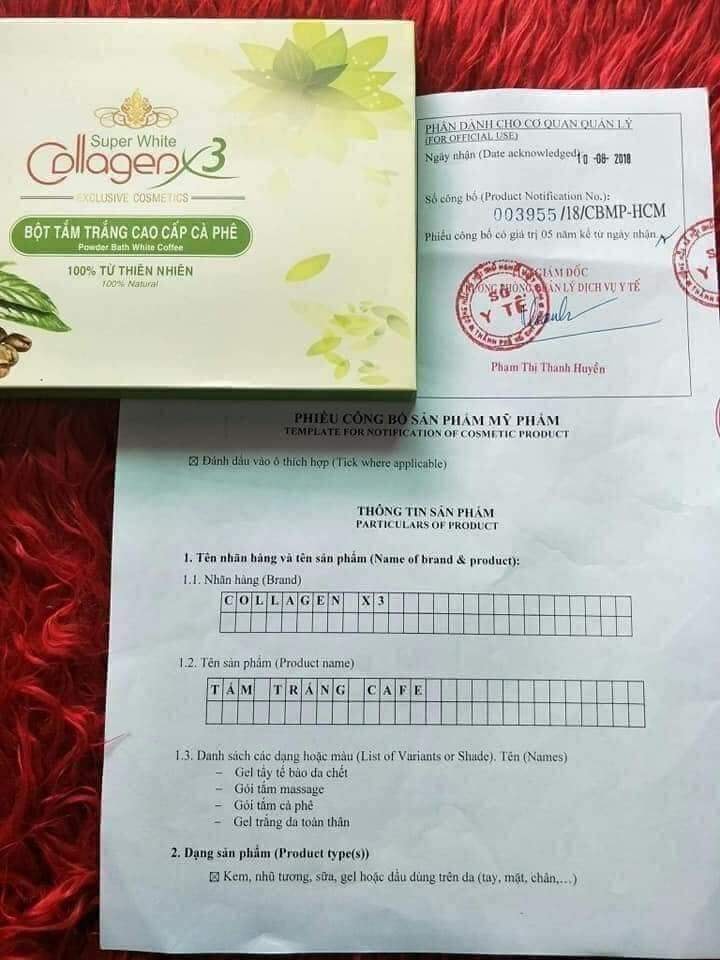 Super White
CollagenX3
EXCLUSIVE COSMETICS
BỘT TẮM TRẮNG CAO CẤP CÀ PHÊ
Powder Bath White Coffee
100% TỪ THIÊN NHIÊN
100% Natural
PHẦN DÀNH CHO CƠ QUAN QUẢN LÝ
(FOR OFFICIAL USE)
Ngày nhận (Date acknowledged): 10 -08- 2018
Số công bố (Product Notification No.):
003955/18/CBMP-HCM
Phiếu công bố có giá trị 05 năm kể từ ngày nhận
GIÁM ĐỐC
PHÒNG QUẢN LÝ DỊCH VỤ Y TẾ
SỞ
Y TẾ
Phạm Thị Thanh Huyền
PHIẾU CÔNG BỐ SẢN PHẨM MỸ PHẨM
TEMPLATE FOR NOTIFICATION OF COSMETIC PRODUCT
☒ Đánh dấu vào ô thích hợp (Tick where applicable)
THÔNG TIN SẢN PHẨM
PARTICULARS OF PRODUCT
1. Tên nhãn hàng và tên sản phẩm (Name of brand & product):
1.1. Nhãn hàng (Brand)
COLLAGEN X3
1.2. Tên sản phẩm (Product name)
TẮM TRẮNG CAFE
1.3. Danh sách các dạng hoặc màu (List of Variants or Shade). Tên (Names)
– Gel tẩy tế bào da chết
– Gói tắm massage
– Gói tắm cà phê
– Gel trắng da toàn thân
2. Dạng sản phẩm (Product type(s))
☒ Kem, nhũ tương, sữa, gel hoặc dầu dùng trên da (tay, mặt, chân,…)